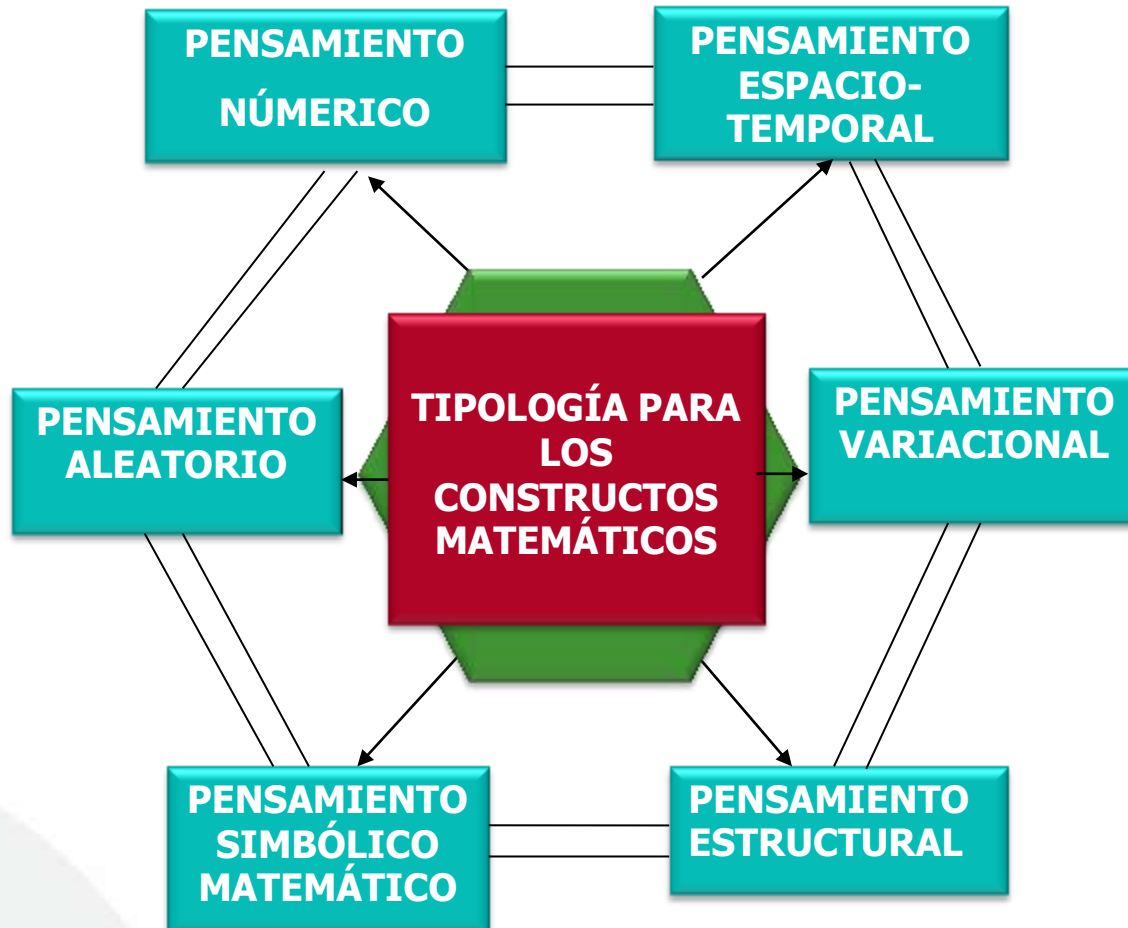 PENSAMIENTO
NÚMERICO
PENSAMIENTO
ESPACIO-
TEMPORAL
PENSAMIENTO
ALEATORIO
TIPOLOGÍA PARA
LOS
CONSTRUCTOS
MATEMÁTICOS
PENSAMIENTO
VARIACIONAL
PENSAMIENTO
SIMBÓLICO
MATEMÁTICO
PENSAMIENTO
ESTRUCTURAL